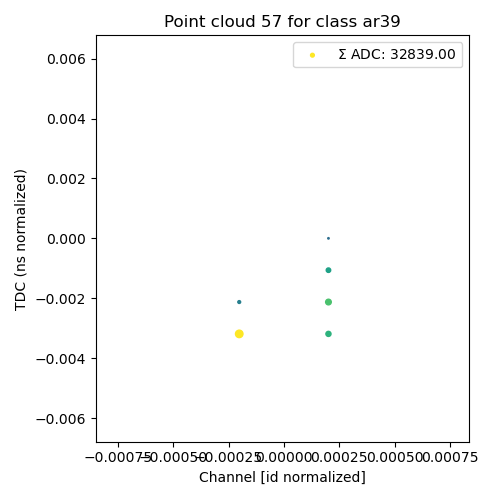 Point cloud 57 for class ar39
Σ ADC: 32839.00
0.006
0.004
0.002
0.000
−0.002
−0.004
−0.006
TDC (ns normalized)
−0.00075 −0.00050 −0.00025 0.00000 0.00025 0.00050 0.00075
Channel [id normalized]